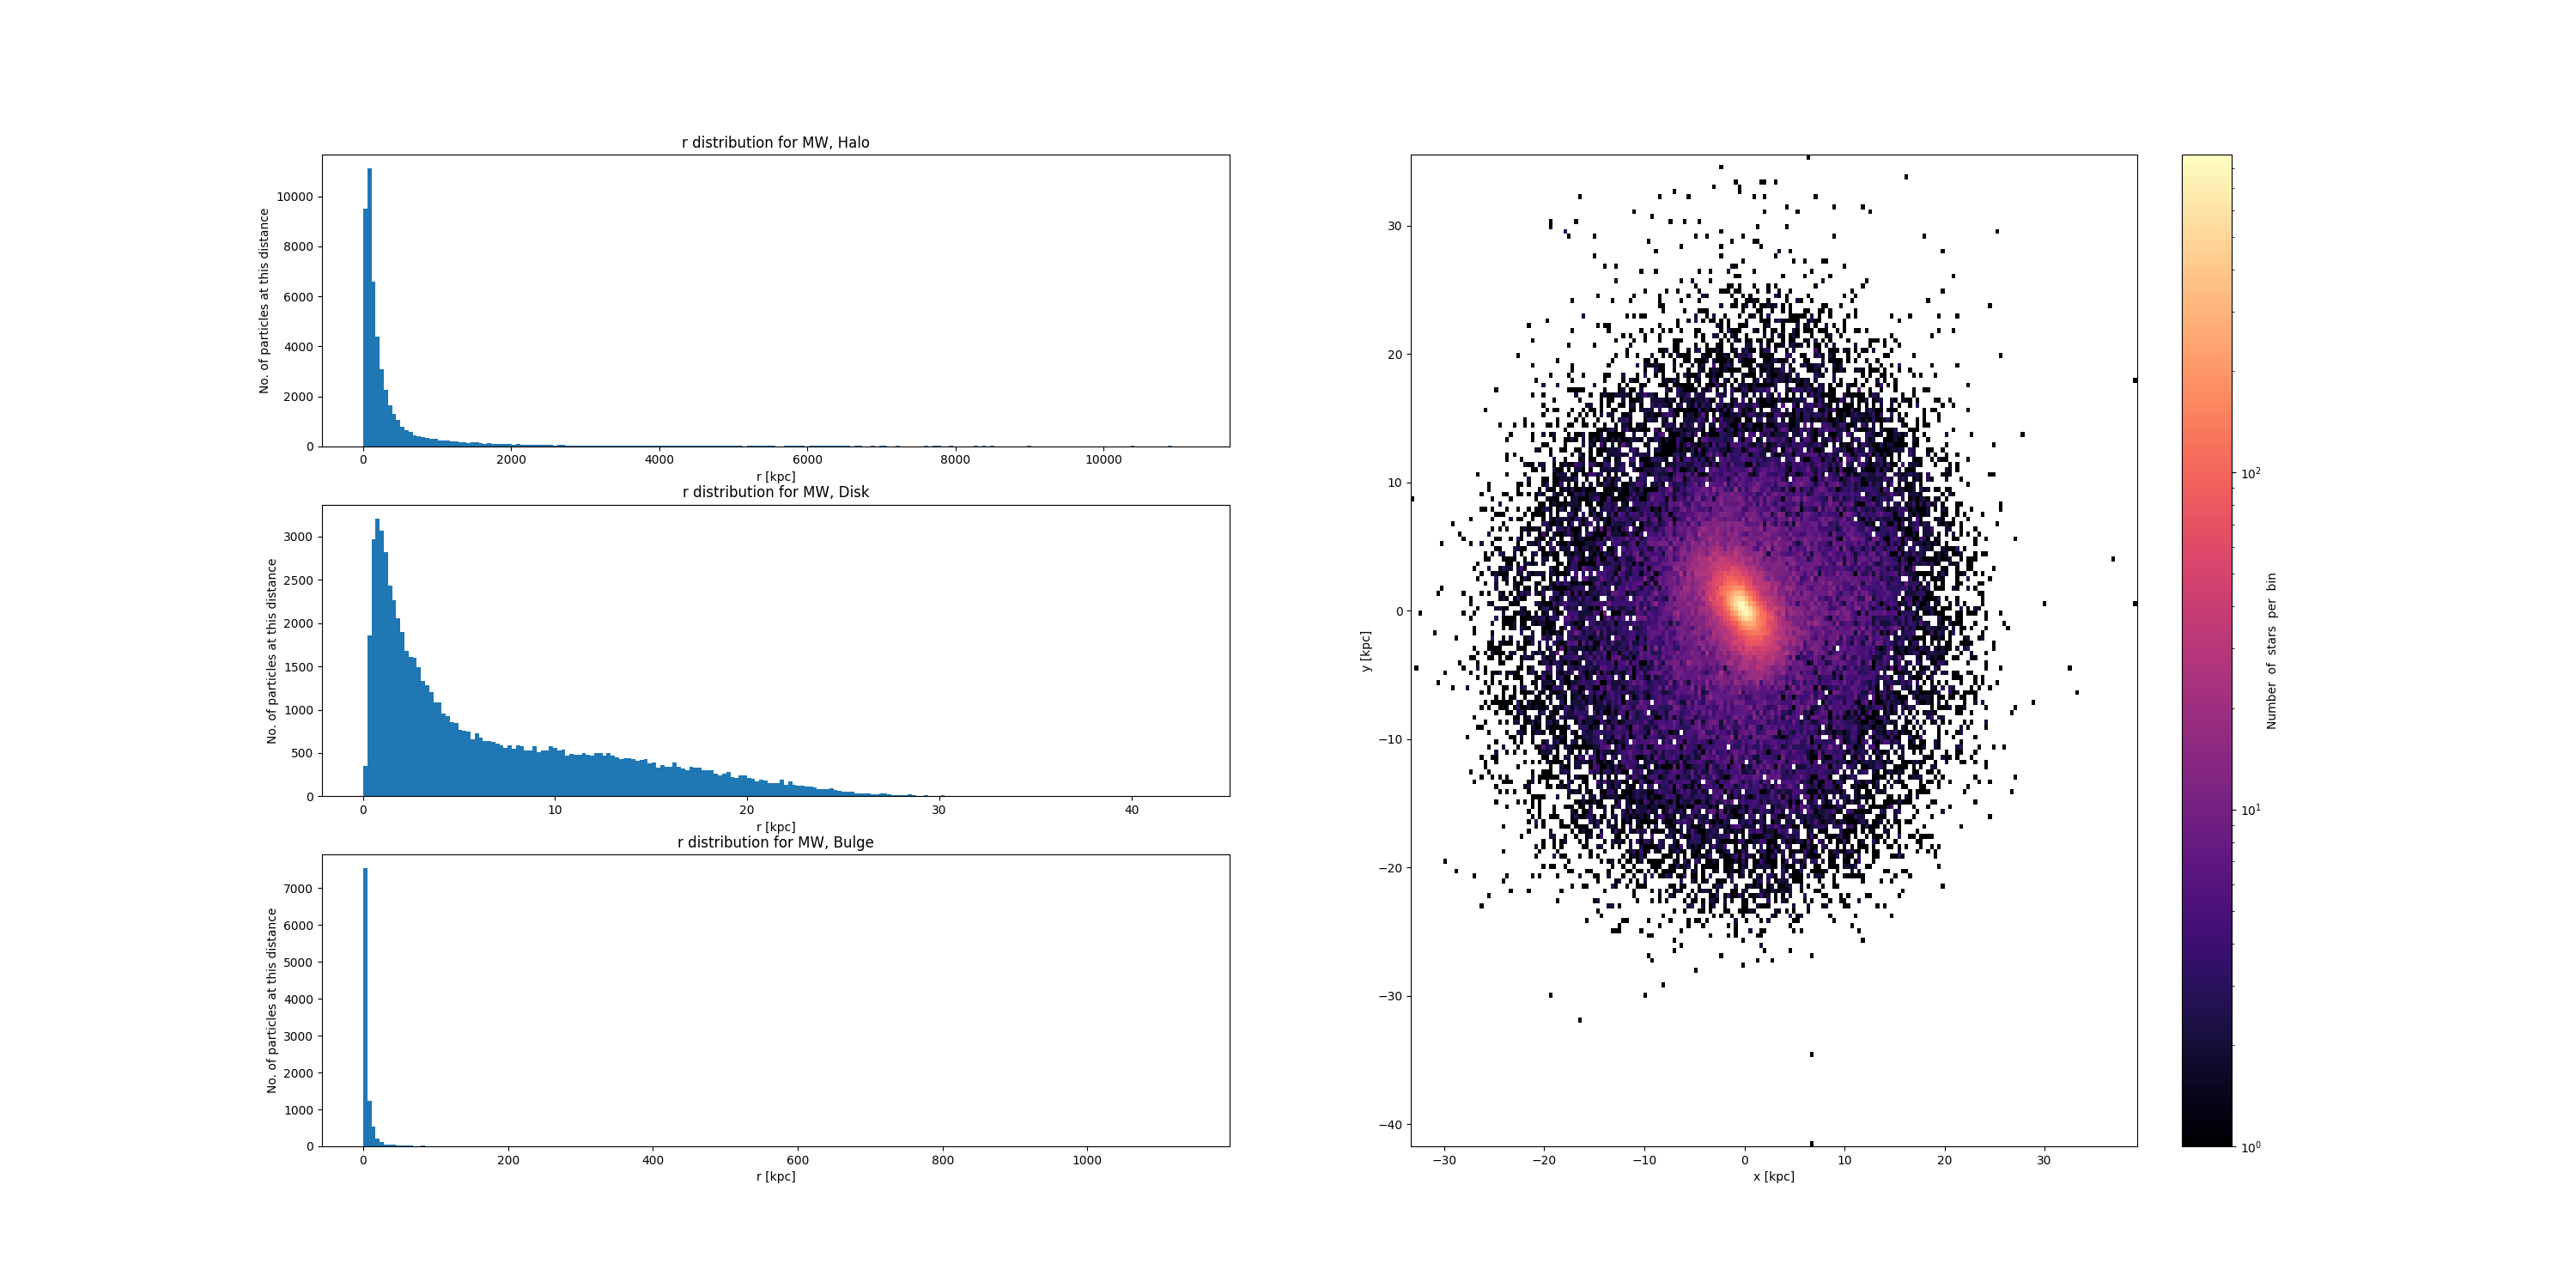 r distribution for MW, Halo
No. of particles at this distance
10000
8000
6000
4000
2000
0
0 2000 4000 6000 8000 10000
r [kpc]
r distribution for MW, Disk
No. of particles at this distance
3000
2500
2000
1500
1000
500
0
0 10 20 30 40
r [kpc]
r distribution for MW, Bulge
No. of particles at this distance
7000
6000
5000
4000
3000
2000
1000
0
0 200 400 600 800 1000
r [kpc]
y [kpc]
30
20
10
0
−10
−20
−30
−40
−30 −20 −10 0 10 20 30
x [kpc]
10²
10¹
10⁰
Number of stars per bin